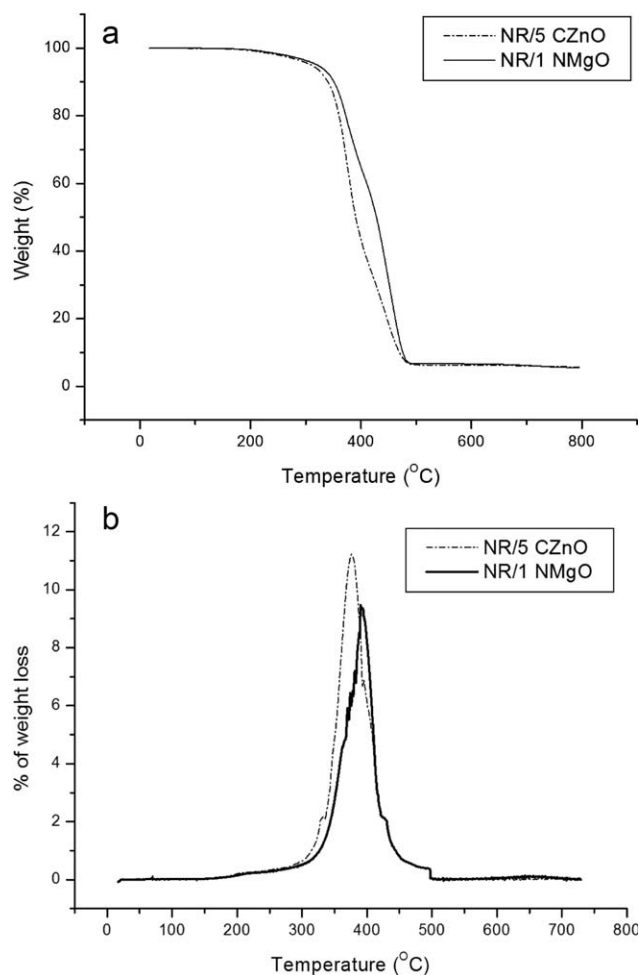 a
NR/5 CZnO
NR/1 NMgO
100
80
60
40
20
0
Weight (%)
0 200 400 600 800
Temperature (°C)
b
NR/5 CZnO
NR/1 NMgO
12
10
8
6
4
2
0
% of weight loss
0 100 200 300 400 500 600 700 800
Temperature (°C)